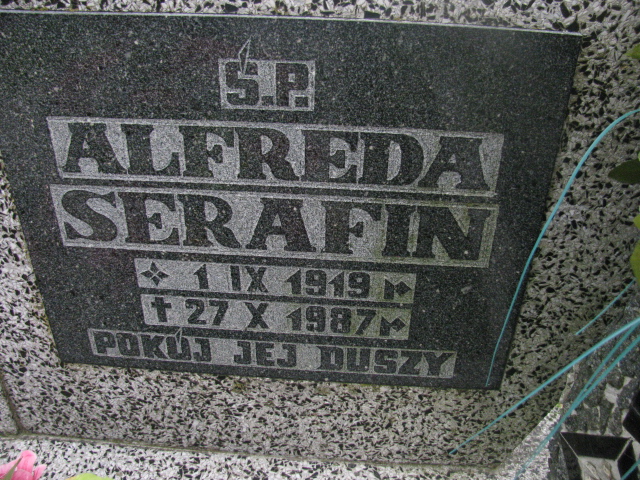 Ś.P.
ALFREDA
SERAFIN
1 IX 1919 r
† 27 X 1987 r
POKÓJ JEJ DUSZY